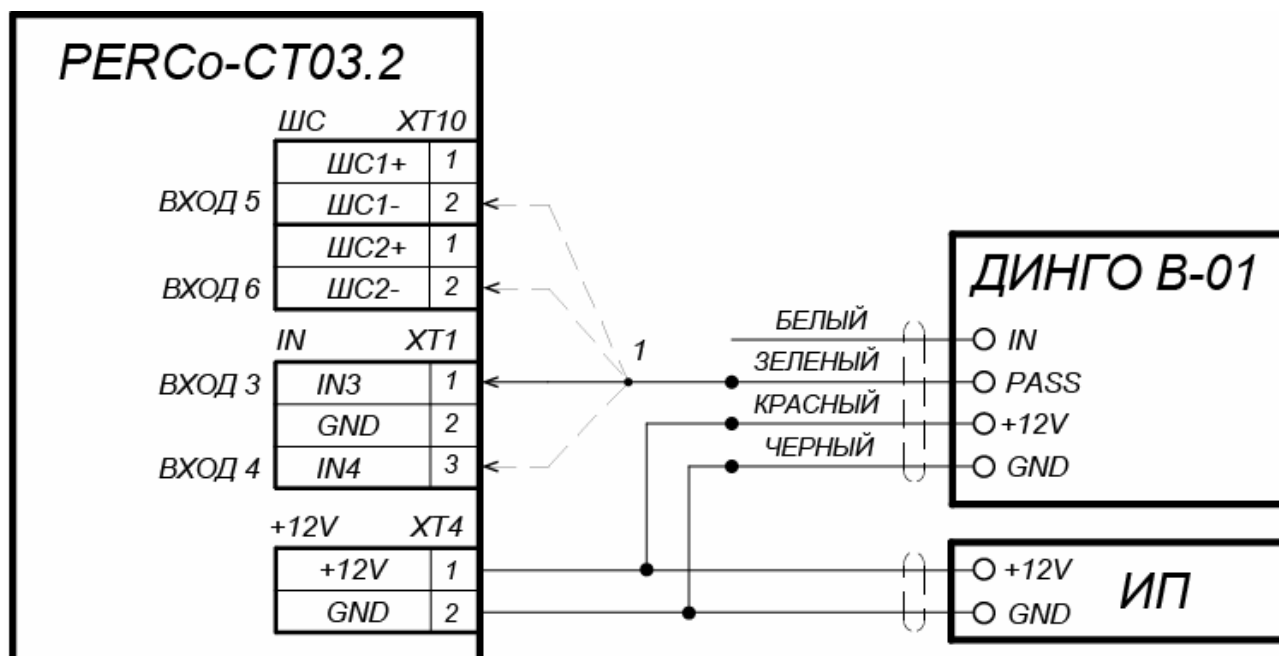 PERCo-CT03.2
ШС XT10
ШС1+ 1
ВХОД 5 ШС1- 2
ШС2+ 1
ВХОД 6 ШС2- 2
IN XT1
ВХОД 3 IN3 1
GND 2
ВХОД 4 IN4 3
+12V XT4
+12V 1
GND 2
1
БЕЛЫЙ
ЗЕЛЕНЫЙ
КРАСНЫЙ
ЧЕРНЫЙ
ДИНГО В-01
IN
PASS
+12V
GND
ИП
+12V
GND